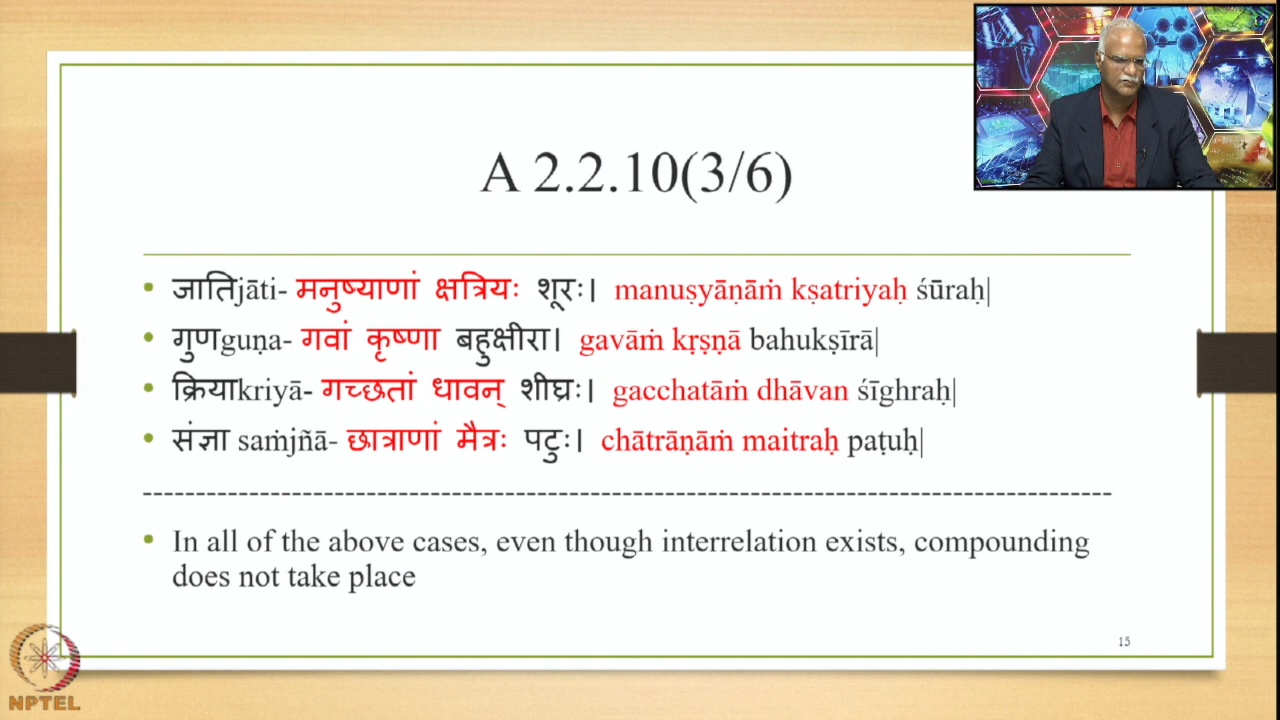 A 2.2.10(3/6)
• जातिjāti- मनुष्याणां क्षत्रियः शूरः। manuṣyāṇāṁ kṣatriyaḥ śūraḥ|
• गुणguṇa- गवां कृष्णा बहुक्षीरा। gavāṁ kṛṣṇā bahukṣīrā|
• क्रियाkriyā- गच्छतां धावन् शीघ्रः। gacchatāṁ dhāvan śīghraḥ|
• संज्ञा saṁjñā- छात्राणां मैत्रः पटुः। chātrāṇāṁ maitraḥ paṭuḥ|
--------------------------------------------------------------------------------------------
• In all of the above cases, even though interrelation exists, compounding
does not take place
15
NPTEL